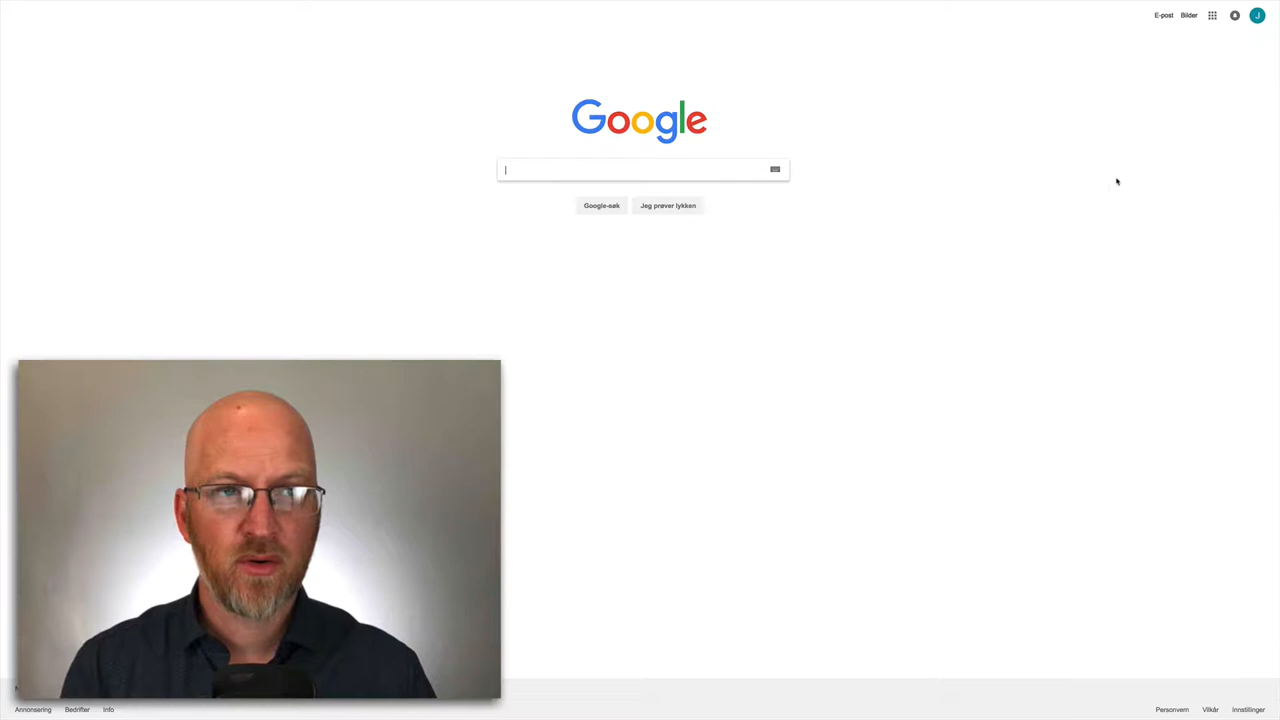 E-post Bilder J
Google
Google-søk Jeg prøver lykken
Annonsering Bedrifter Info Personvern Vilkår Innstillinger